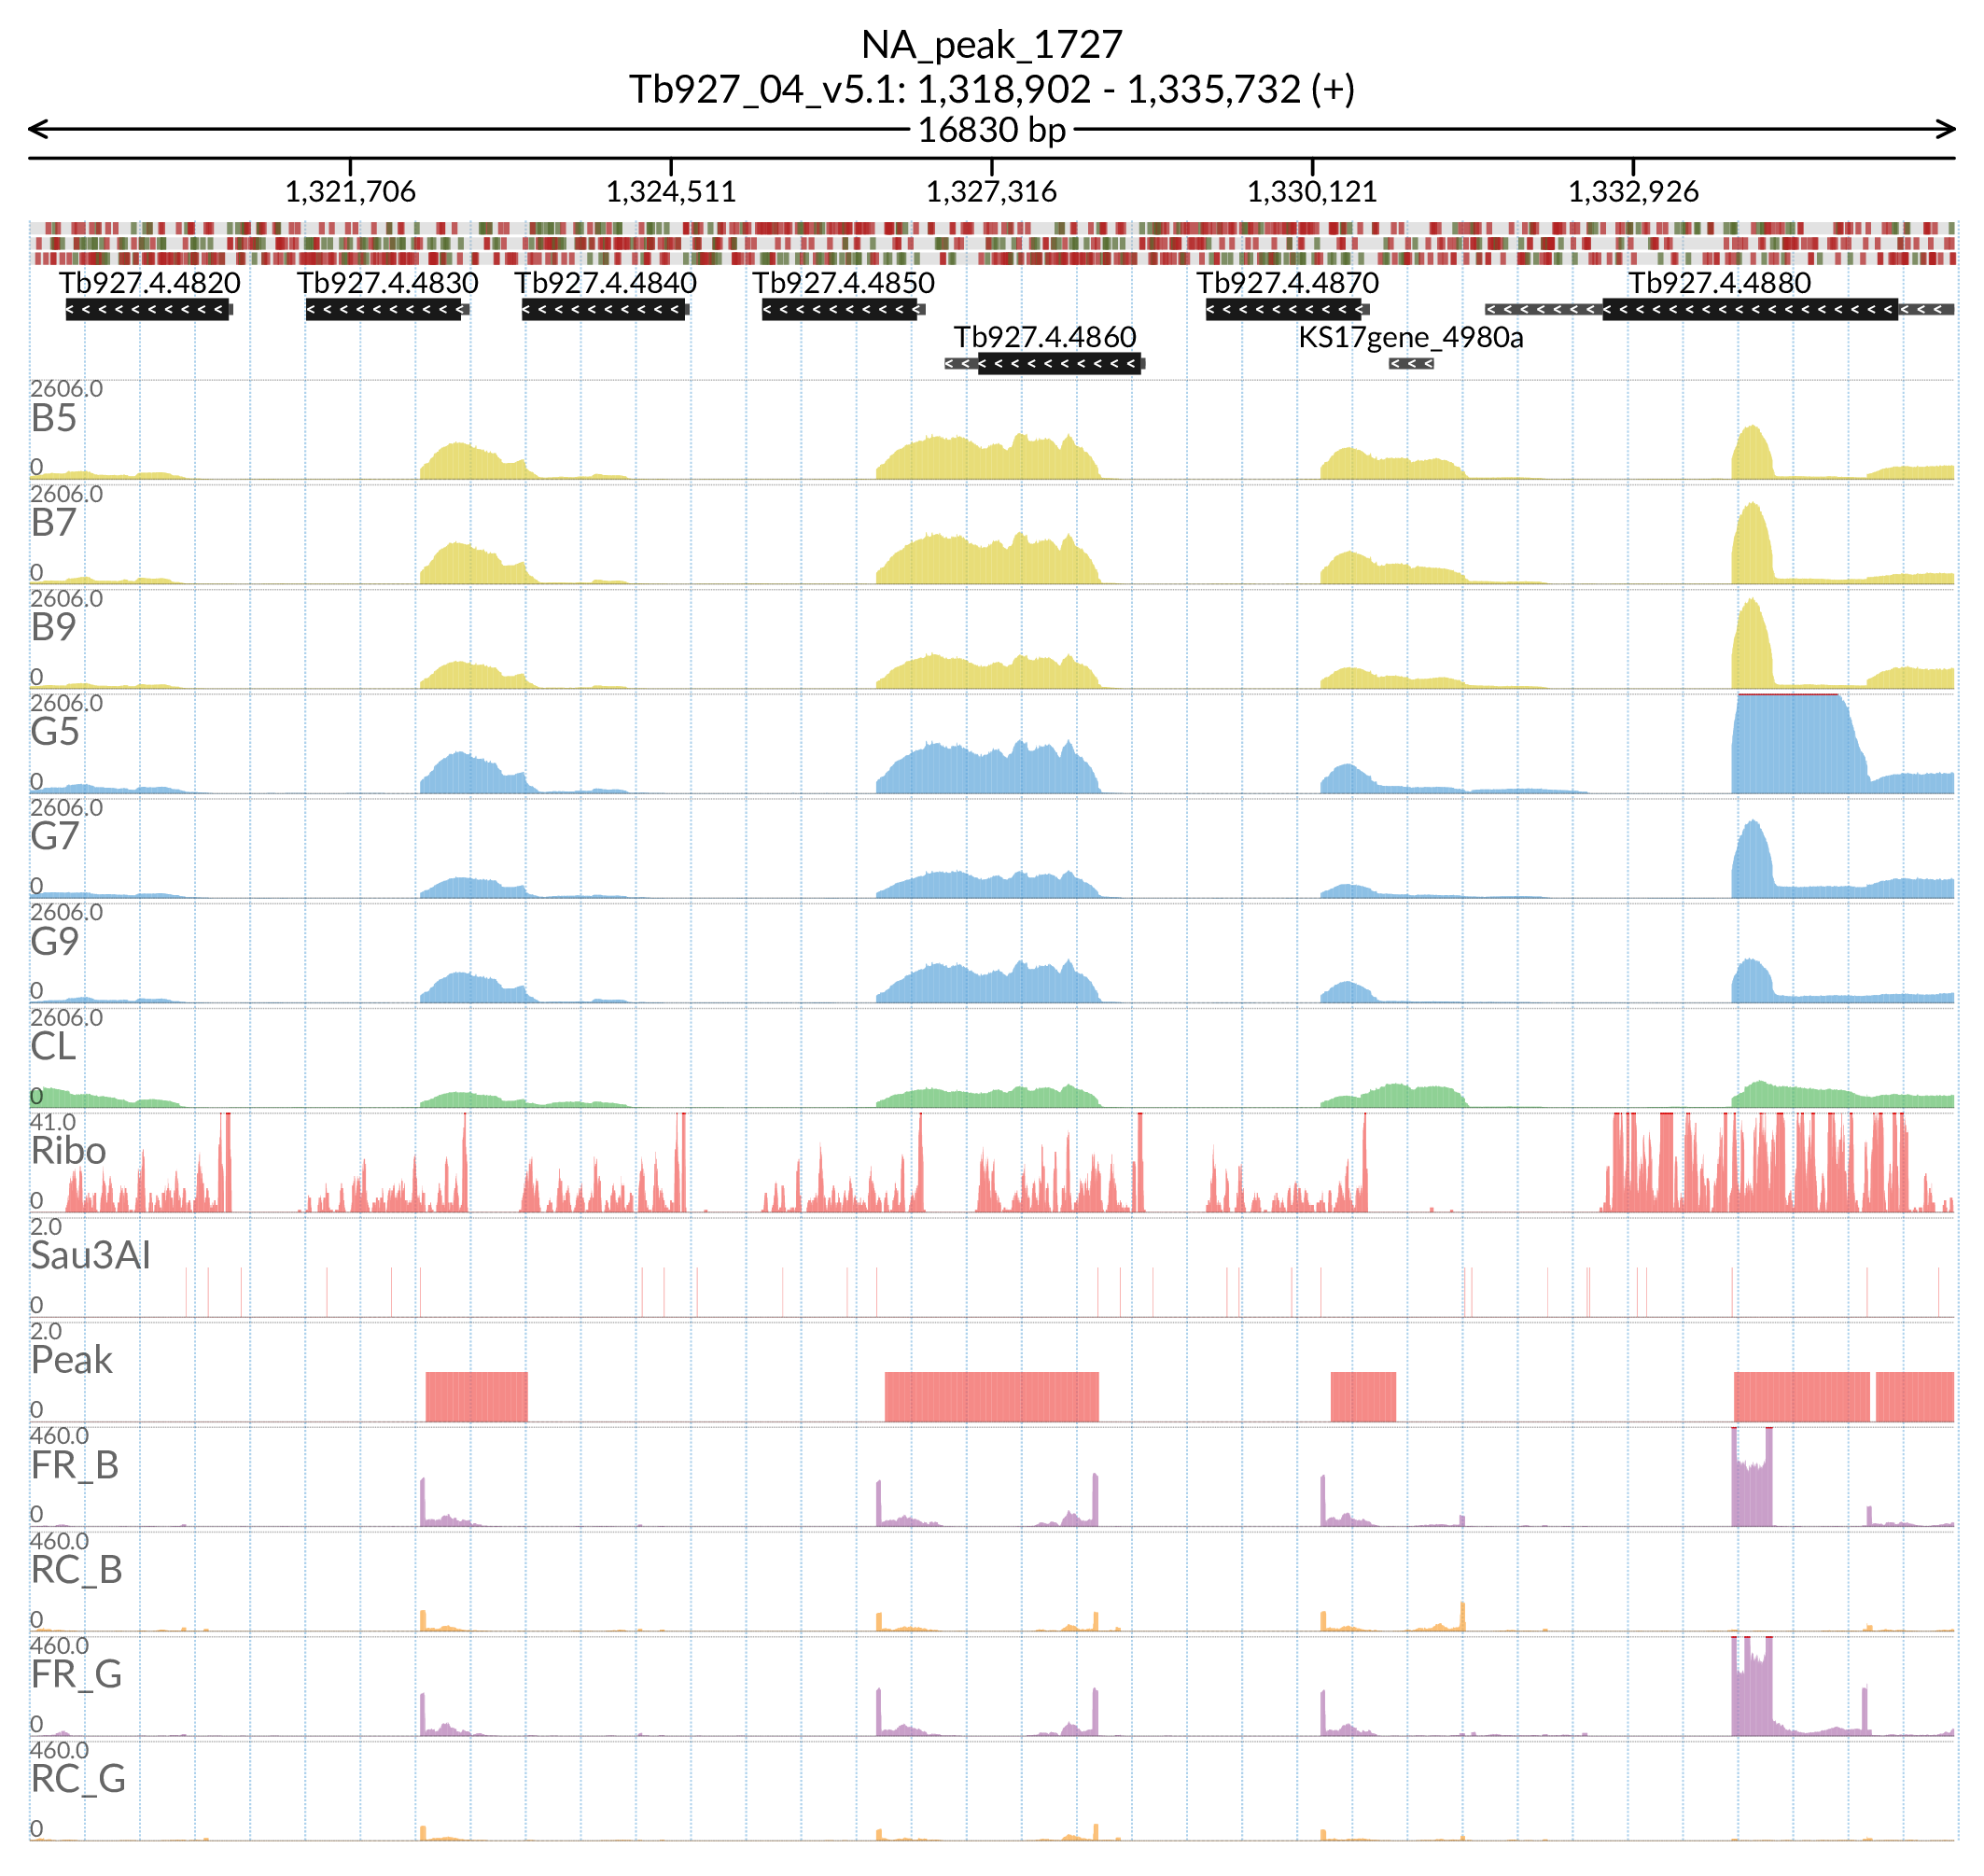 NA_peak_1727
Tb927_04_v5.1: 1,318,902 - 1,335,732 (+)
16830 bp
1,321,706 1,324,511 1,327,316 1,330,121 1,332,926
Tb927.4.4820 Tb927.4.4830 Tb927.4.4840 Tb927.4.4850 Tb927.4.4870 Tb927.4.4880
Tb927.4.4860 KS17gene_4980a
2606.0
B5
0
2606.0
B7
0
2606.0
B9
0
2606.0
G5
0
2606.0
G7
0
2606.0
G9
0
2606.0
CL
0
41.0
Ribo
0
2.0
Sau3AI
0
2.0
Peak
0
460.0
FR_B
0
460.0
RC_B
0
460.0
FR_G
0
460.0
RC_G
0